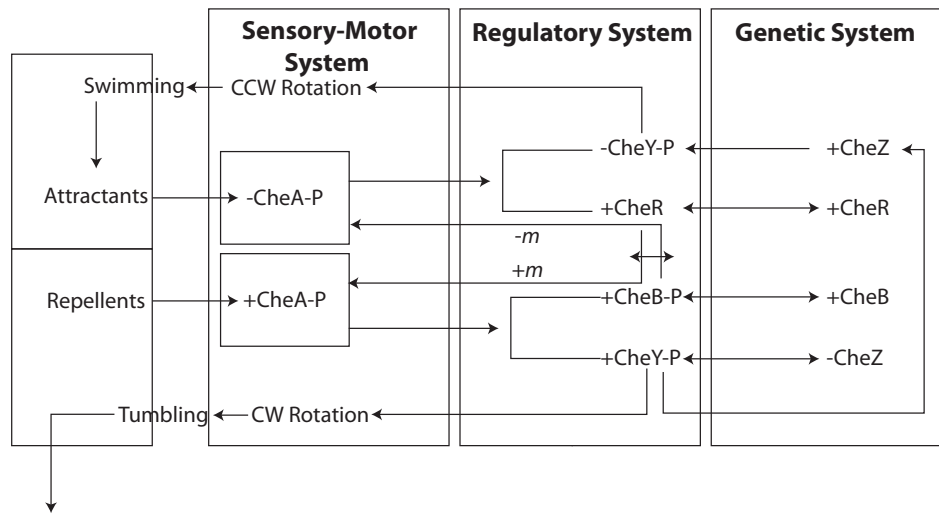 Sensory-Motor
System
Regulatory System
Genetic System
Swimming
CCW Rotation
-CheY-P
+CheZ
Attractants
-CheA-P
+CheR
+CheR
-m
+m
Repellents
+CheA-P
+CheB-P
+CheB
+CheY-P
-CheZ
Tumbling
CW Rotation